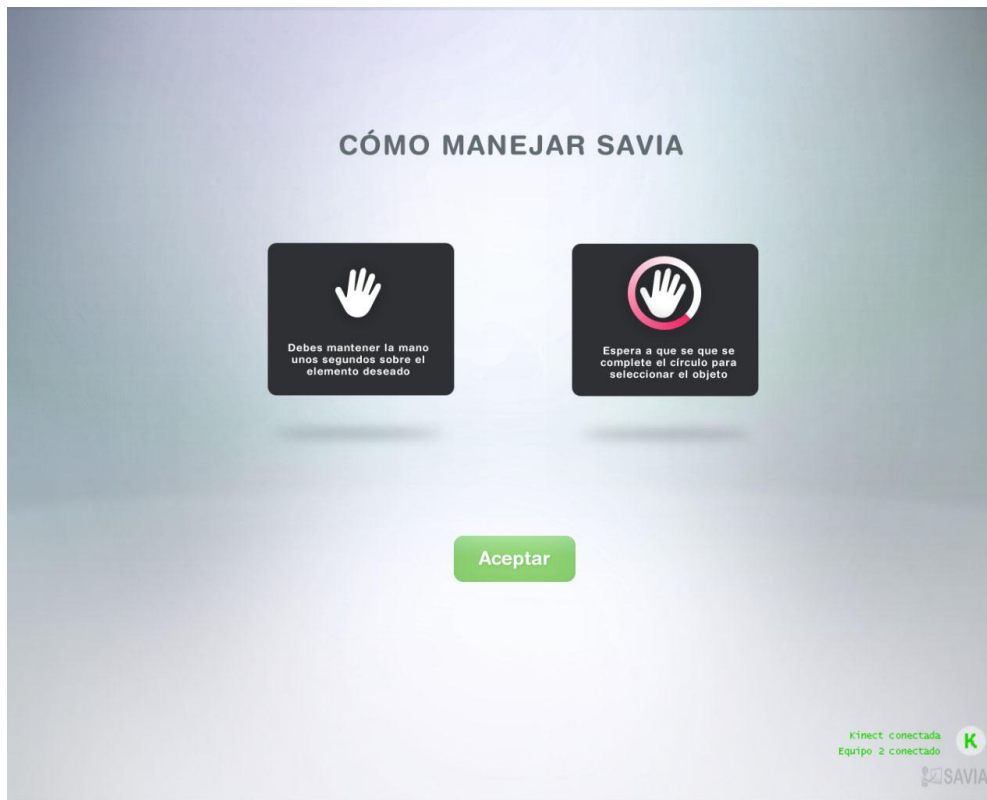 CÓMO MANEJAR SAVIA
Debes mantener la mano
unos segundos sobre el
elemento deseado
Espera a que se que se
complete el círculo para
seleccionar el objeto
Aceptar
Kinect conectada
Equipo 2 conectado
K
SAVIA